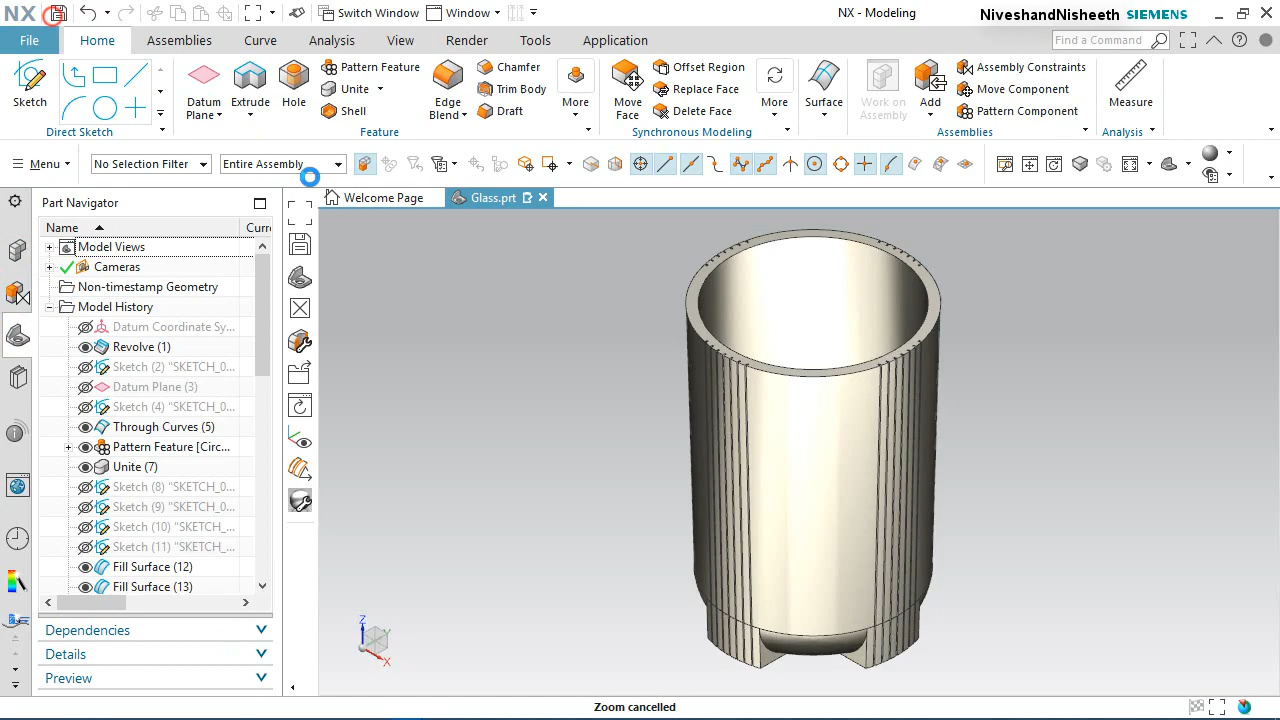 NX Switch Window Window NX - Modeling NiveshandNisheeth SIEMENS
File Home Assemblies Curve Analysis View Render Tools Application Find a Command
Sketch
Direct Sketch
Datum Plane
Extrude
Hole
Pattern Feature
Unite
Shell
Edge Blend
Chamfer
Trim Body
Draft
More
Feature
Move Face
Offset Region
Replace Face
Delete Face
More
Synchronous Modeling
Surface
Work on Assembly
Add
Assembly Constraints
Move Component
Pattern Component
Assemblies
Measure
Analysis
Menu No Selection Filter Entire Assembly
Part Navigator
Welcome Page Glass.prt
Name Curr
Model Views
Cameras
Non-timestamp Geometry
Model History
Datum Coordinate Sy...
Revolve (1)
Sketch (2) "SKETCH_0...
Datum Plane (3)
Sketch (4) "SKETCH_0...
Through Curves (5)
Pattern Feature [Circ...
Unite (7)
Sketch (8) "SKETCH_0...
Sketch (9) "SKETCH_0...
Sketch (10) "SKETCH_...
Sketch (11) "SKETCH_...
Fill Surface (12)
Fill Surface (13)
Dependencies
Details
Preview
Z
Y
X
Zoom cancelled